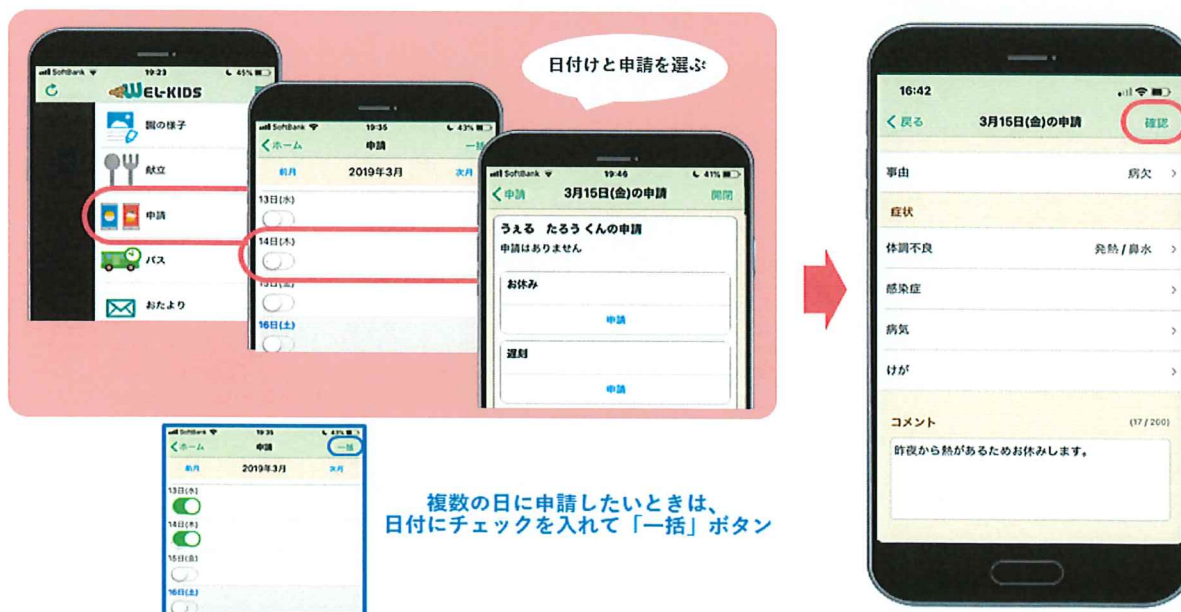 日付けと申請を選ぶ
SoftBank 19:23 45%
WEL-KIDS
園の様子
献立
申請
バス
おたより
SoftBank 19:35 43%
ホーム 申請 一括
前月 2019年3月 次月
13日(水)
14日(木)
15日(金)
16日(土)
SoftBank 19:46 41%
申請 3月15日(金)の申請 開閉
うえる たろう くんの申請
申請はありません
お休み
申請
遅刻
申請
16:42
戻る 3月15日(金)の申請 確認
事由 病欠
症状
体調不良 発熱 / 鼻水
感染症
病気
けが
コメント (17 / 200)
昨夜から熱があるためお休みします。
SoftBank 19:35 43%
ホーム 申請 一括
前月 2019年3月 次月
13日(水)
14日(木)
15日(金)
16日(土)
複数の日に申請したいときは、
日付にチェックを入れて「一括」ボタン